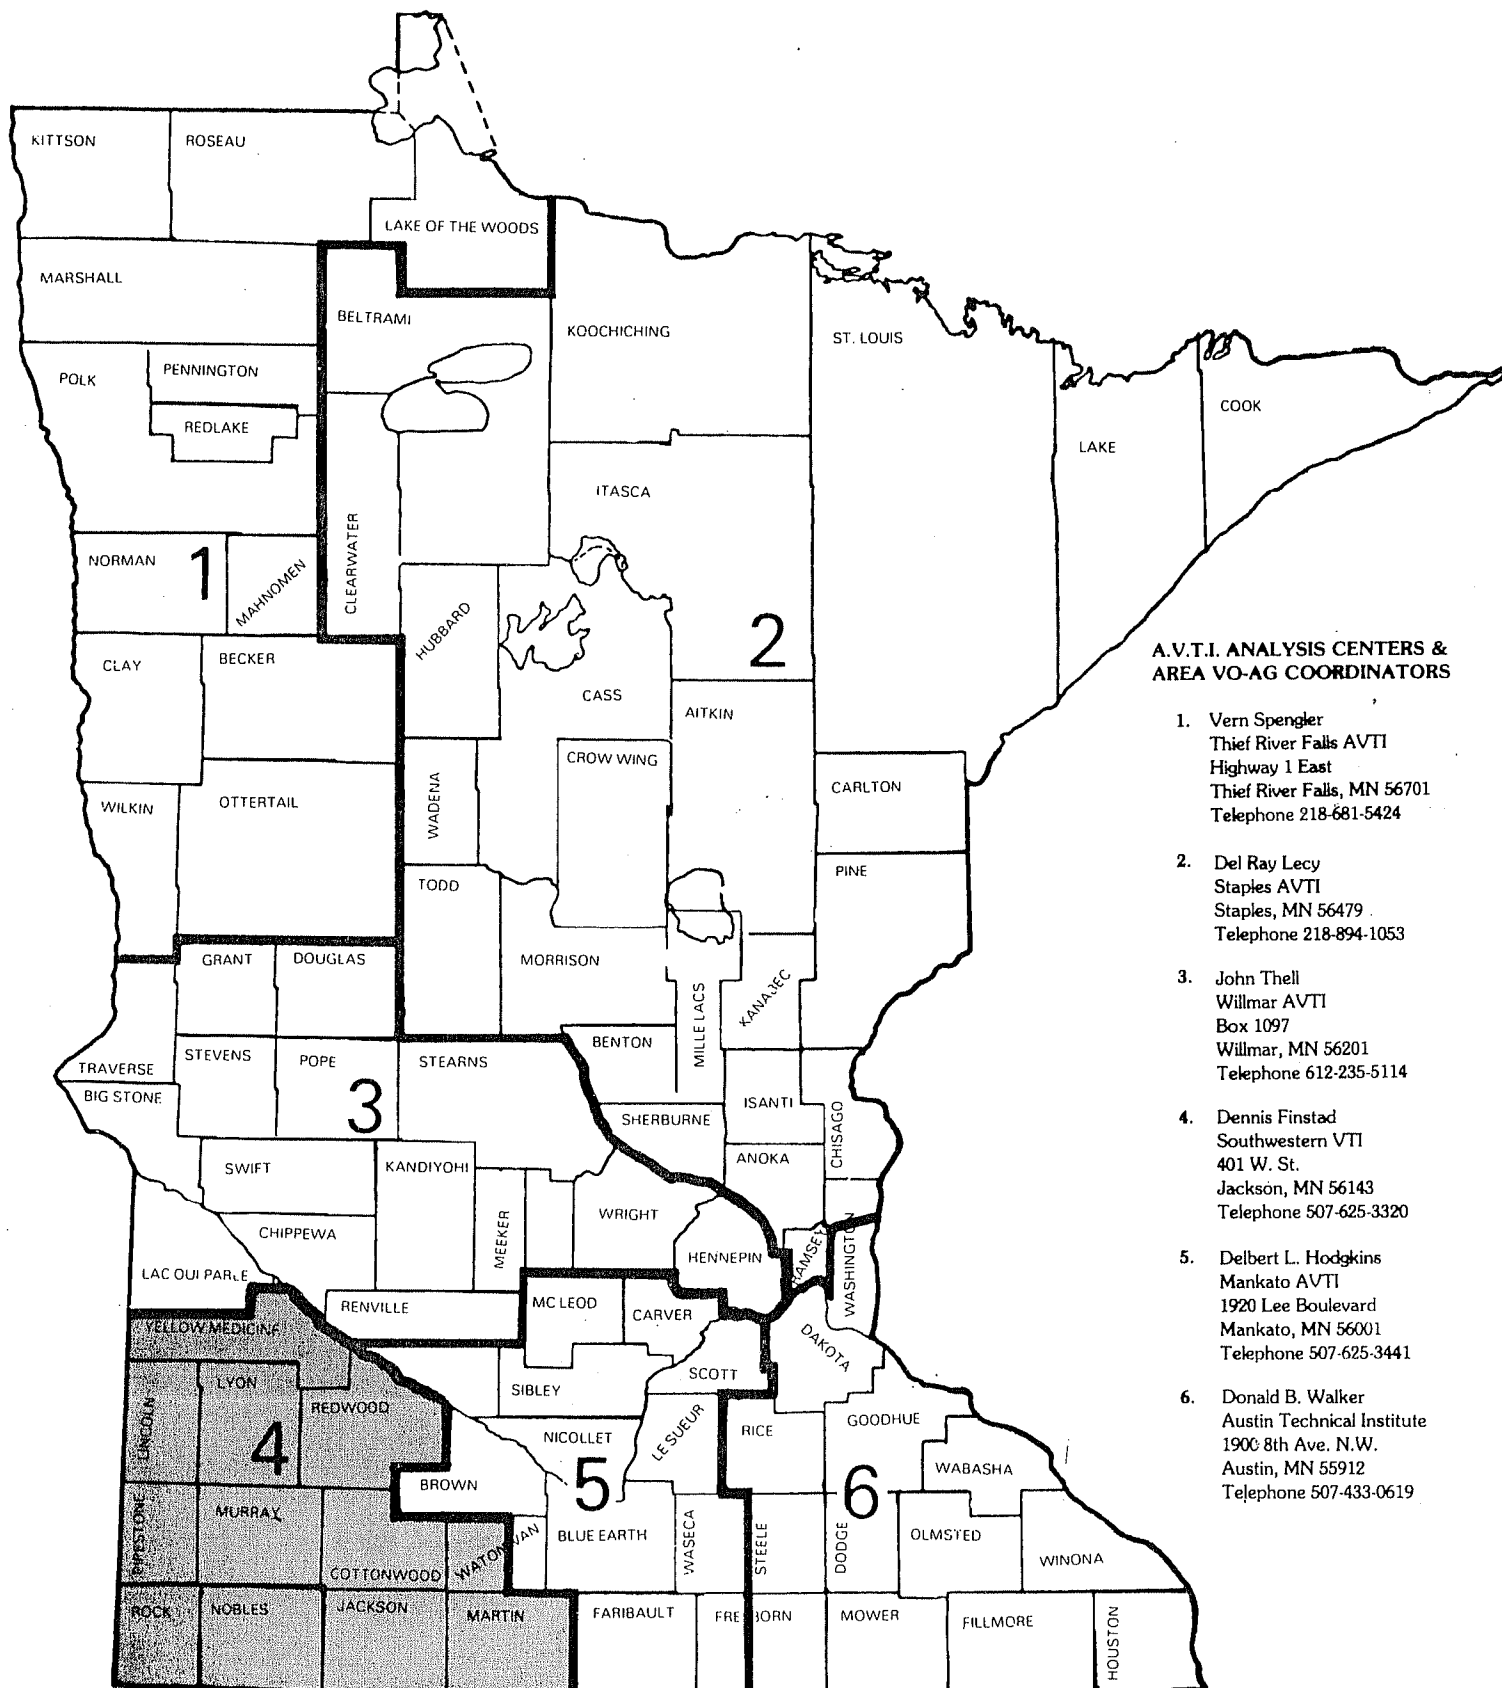 KITTSON
ROSEAU
LAKE OF THE WOODS
MARSHALL
BELTRAMI
KOOCHICHING
ST. LOUIS
POLK
PENNINGTON
REDLAKE
COOK
LAKE
ITASCA
CLEARWATER
NORMAN
1
MAHNOMEN
HUBBARD
2
CLAY
BECKER
CASS
AITKIN
CROW WING
WADENA
CARLTON
WILKIN
OTTERTAIL
TODD
PINE
GRANT
DOUGLAS
MORRISON
MILLE LACS
KANABEC
BENTON
TRAVERSE
STEVENS
POPE
STEARNS
3
BIG STONE
SHERBURNE
ISANTI
CHISAGO
SWIFT
KANDIYOHI
ANOKA
MEEKER
WRIGHT
CHIPPEWA
HENNEPIN
RAMSEY
WASHINGTON
LAC QUI PARLE
RENVILLE
MC LEOD
CARVER
YELLOW MEDICINE
DAKOTA
SCOTT
LYON
SIBLEY
LINCOLN
REDWOOD
4
LE SUEUR
RICE
GOODHUE
NICOLLET
5
BROWN
6
WABASHA
PIPESTONE
MURRAY
COTTONWOOD
WATONWAN
BLUE EARTH
WASECA
STEELE
DODGE
OLMSTED
WINONA
ROCK
NOBLES
JACKSON
MARTIN
FARIBAULT
FREEBORN
MOWER
FILLMORE
HOUSTON
A.V.T.I. ANALYSIS CENTERS &
AREA VO-AG COORDINATORS
1. Vern Spengler
Thief River Falls AVTI
Highway 1 East
Thief River Falls, MN 56701
Telephone 218-681-5424
2. Del Ray Lecy
Staples AVTI
Staples, MN 56479
Telephone 218-894-1053
3. John Thell
Willmar AVTI
Box 1097
Willmar, MN 56201
Telephone 612-235-5114
4. Dennis Finstad
Southwestern VTI
401 W. St.
Jackson, MN 56143
Telephone 507-625-3320
5. Delbert L. Hodgkins
Mankato AVTI
1920 Lee Boulevard
Mankato, MN 56001
Telephone 507-625-3441
6. Donald B. Walker
Austin Technical Institute
1900 8th Ave. N.W.
Austin, MN 55912
Telephone 507-433-0619